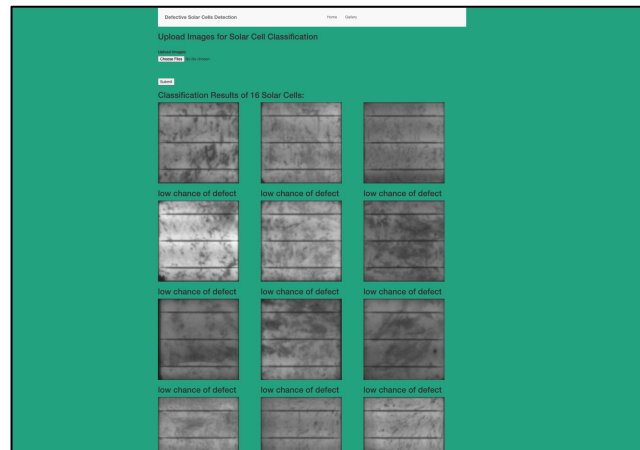 Defective Solar Cells Detection Home Gallery
Upload Images for Solar Cell Classification
Upload Images:
Choose Files
Submit
Classification Results of 16 Solar Cells:
low chance of defect low chance of defect low chance of defect
low chance of defect low chance of defect low chance of defect
low chance of defect low chance of defect low chance of defect